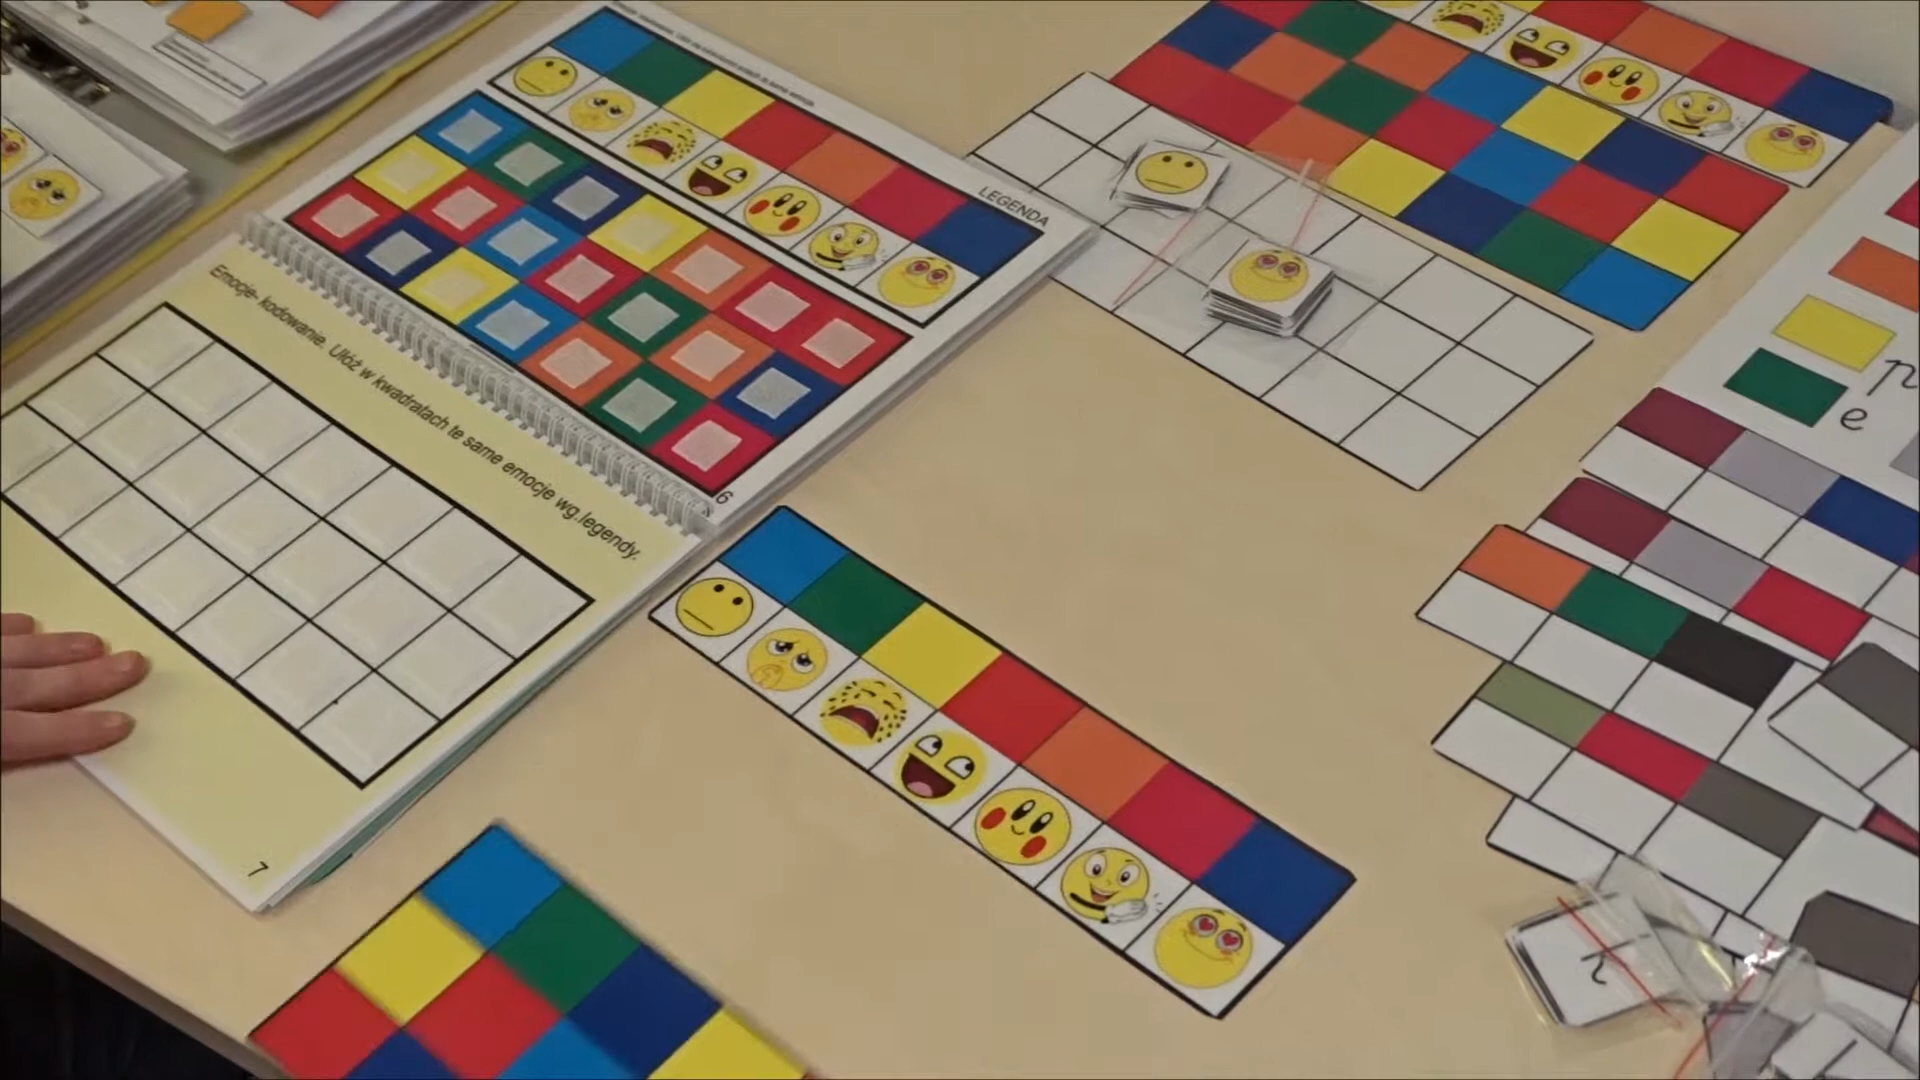 LEGENDA
6
Emocje- kodowanie. Ułóż w kwadratach te same emocje wg.legendy.
7
p
e
r